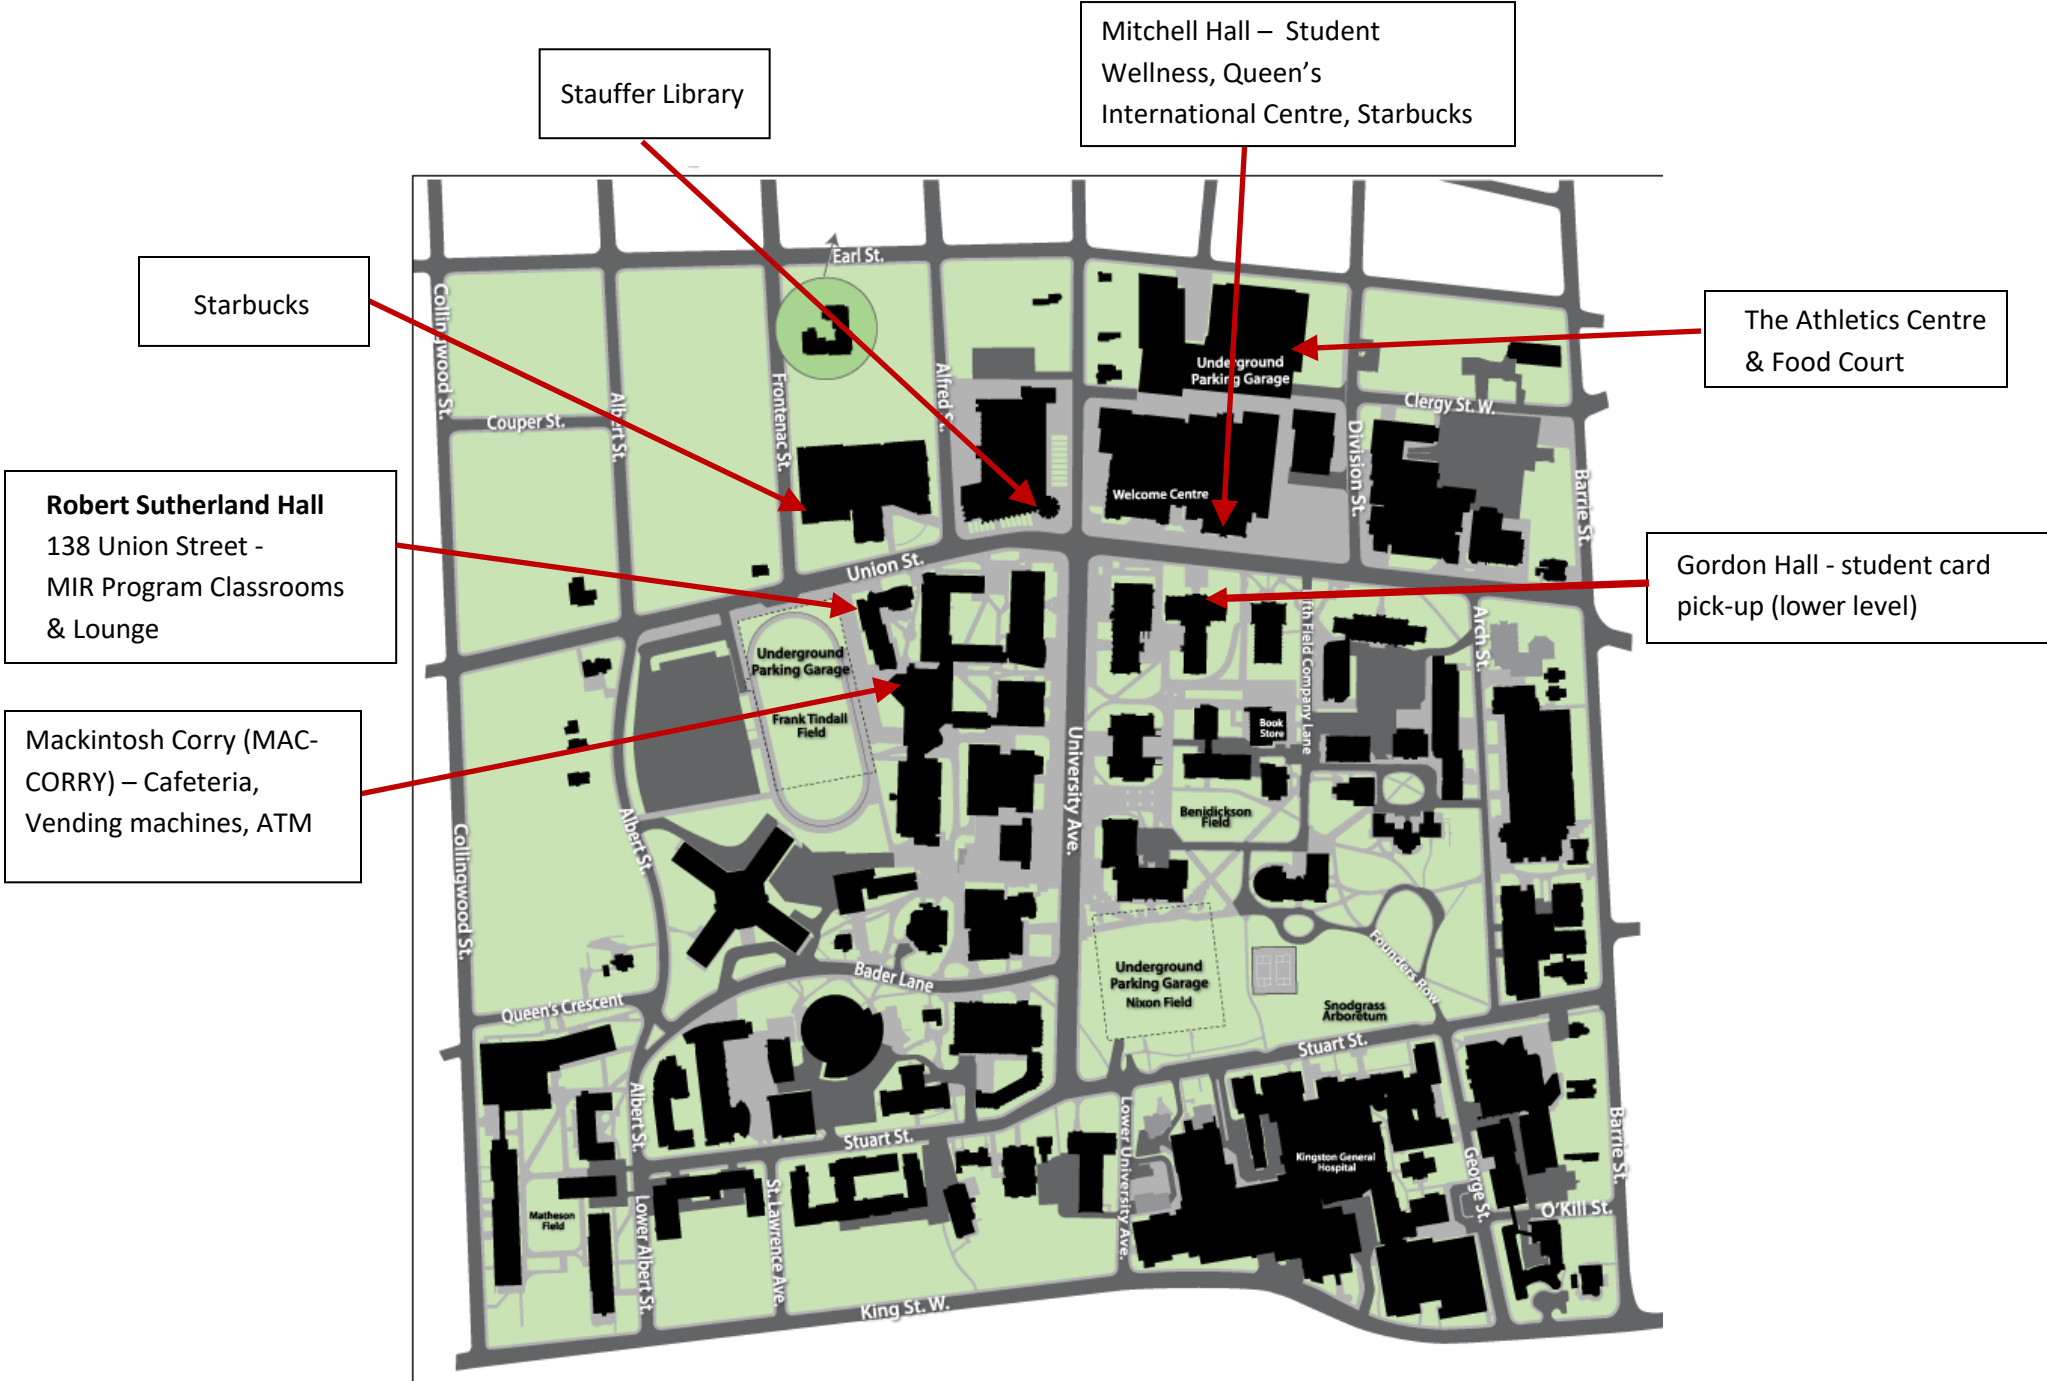 Mitchell Hall – Student
Wellness, Queen's
International Centre, Starbucks
Stauffer Library
Starbucks
The Athletics Centre
& Food Court
Robert Sutherland Hall
138 Union Street -
MIR Program Classrooms
& Lounge
Gordon Hall - student card
pick-up (lower level)
Mackintosh Corry (MAC-
CORRY) – Cafeteria,
Vending machines, ATM
Earl St.
Collingwood St.
Couper St.
Albert St.
Frontenac St.
Alfred St.
Underground
Parking Garage
Clergy St. W.
Division St.
Barrie St.
Welcome Centre
Union St.
Underground
Parking Garage
Frank Tindall
Field
University Ave.
Fifth Field Company Lane
Arch St.
Book
Store
Benidickson
Field
Albert St.
Collingwood St.
Bader Lane
Queen's Crescent
Underground
Parking Garage
Nixon Field
Founders Row
Snodgrass
Arboretum
Stuart St.
Albert St.
Stuart St.
Lower University Ave.
Kingston General
Hospital
George St.
Barrie St.
O'Kill St.
Matheson
Field
Lower Albert St.
St. Lawrence Ave.
King St. W.